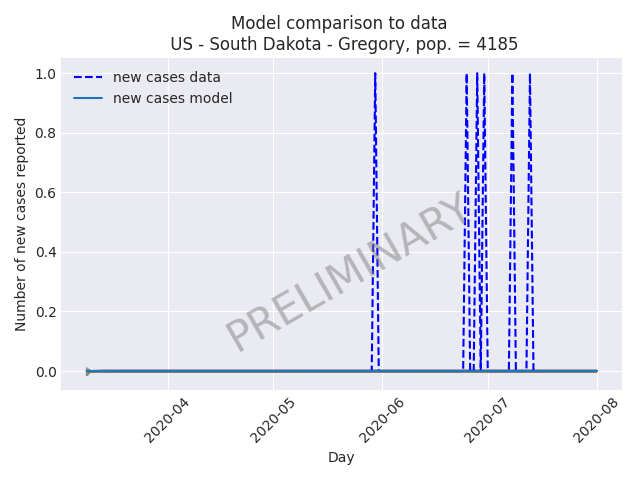 Model comparison to data
US - South Dakota - Gregory, pop. = 4185
new cases data
new cases model
Number of new cases reported
1.0
0.8
0.6
0.4
0.2
0.0
PRELIMINARY
2020-04
2020-05
2020-06
2020-07
2020-08
Day